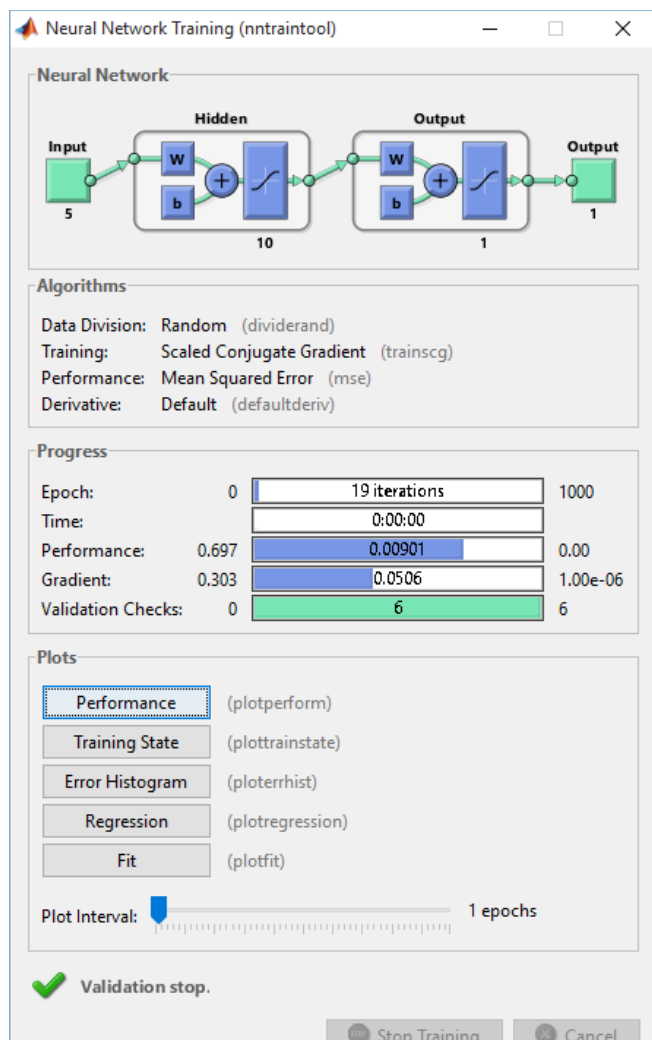 Neural Network Training (nntraintool)
Neural Network
Hidden
Output
Input
Output
W
b
+
W
b
+
5
10
1
1
Algorithms
Data Division: Random (dividerand)
Training: Scaled Conjugate Gradient (trainscg)
Performance: Mean Squared Error (mse)
Derivative: Default (defaultderiv)
Progress
Epoch: 0 19 iterations 1000
Time: 0:00:00
Performance: 0.697 0.00901 0.00
Gradient: 0.303 0.0506 1.00e-06
Validation Checks: 0 6 6
Plots
Performance (plotperform)
Training State (plottrainstate)
Error Histogram (ploterrhist)
Regression (plotregression)
Fit (plotfit)
Plot Interval: 1 epochs
Validation stop.
Stop Training Cancel